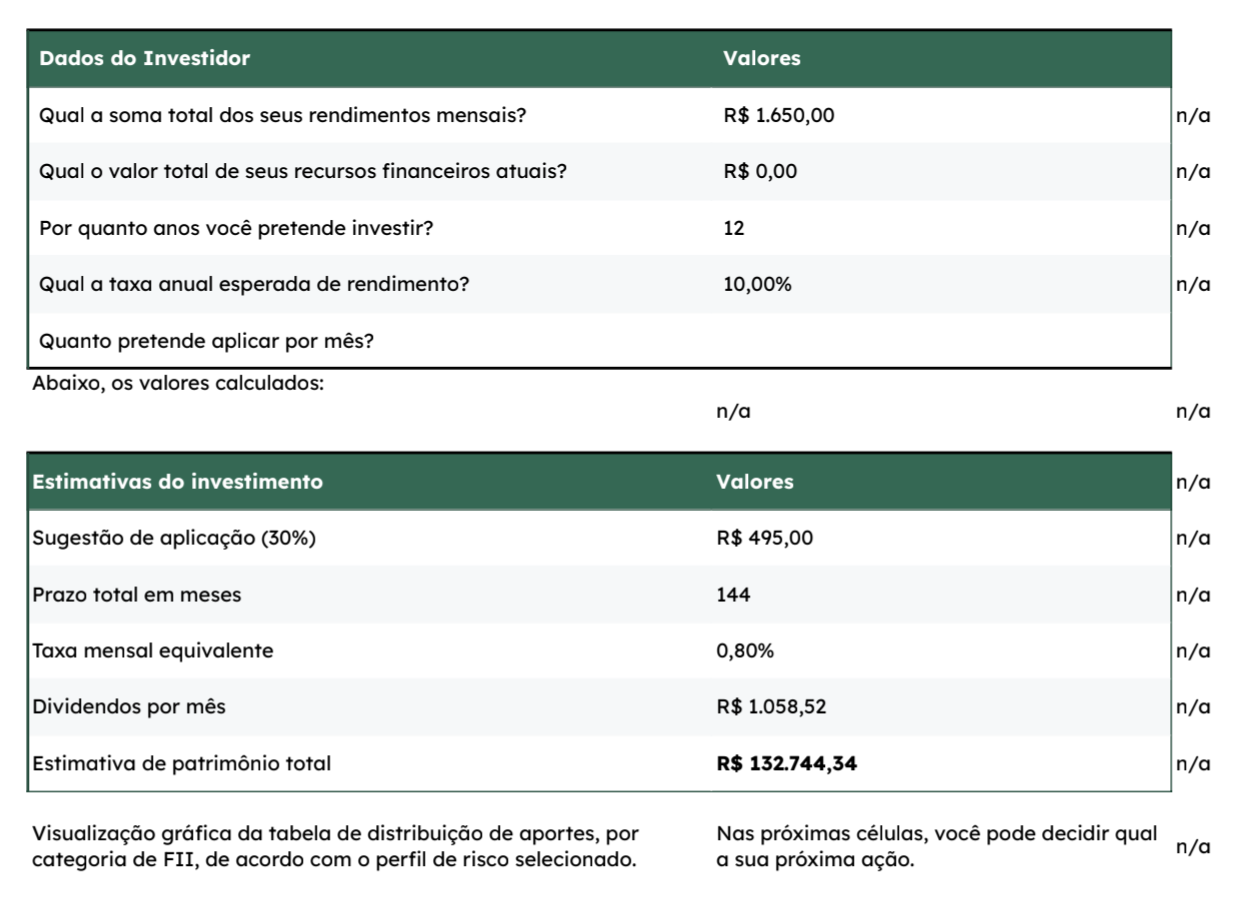 Dados do Investidor Valores
Qual a soma total dos seus rendimentos mensais? R$ 1.650,00 n/a
Qual o valor total de seus recursos financeiros atuais? R$ 0,00 n/a
Por quanto anos você pretende investir? 12 n/a
Qual a taxa anual esperada de rendimento? 10,00% n/a
Quanto pretende aplicar por mês?
Abaixo, os valores calculados:
n/a n/a
Estimativas do investimento Valores n/a
Sugestão de aplicação (30%) R$ 495,00 n/a
Prazo total em meses 144 n/a
Taxa mensal equivalente 0,80% n/a
Dividendos por mês R$ 1.058,52 n/a
Estimativa de patrimônio total R$ 132.744,34 n/a
Visualização gráfica da tabela de distribuição de aportes, por
categoria de FII, de acordo com o perfil de risco selecionado.
Nas próximas células, você pode decidir qual
a sua próxima ação.
n/a